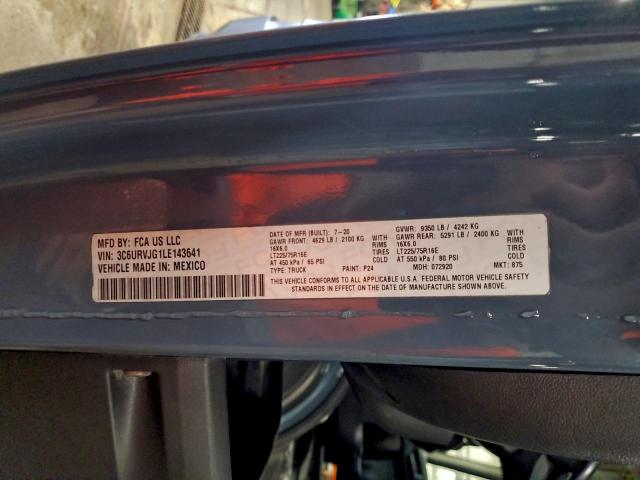 MFD BY: FCA US LLC
VIN: 3C6URVJG1LE143641
VEHICLE MADE IN: MEXICO
DATE OF MFR (BUILT): 7-20 GVWR: 9350 LB / 4242 KG
GAWR FRONT: 4629 LB / 2100 KG WITH GAWR REAR: 5291 LB / 2400 KG WITH
16X6.0 TIRES 16X6.0 TIRES
LT225/75R16E COLD LT225/75R16E COLD
AT 450 kPa / 65 PSI AT 550 kPa / 80 PSI
TYPE: TRUCK PAINT: P24 MDH: 072920 MKT: 875
THIS VEHICLE CONFORMS TO ALL APPLICABLE U.S.A. FEDERAL MOTOR VEHICLE SAFETY
STANDARDS IN EFFECT ON THE DATE OF MANUFACTURE SHOWN ABOVE.